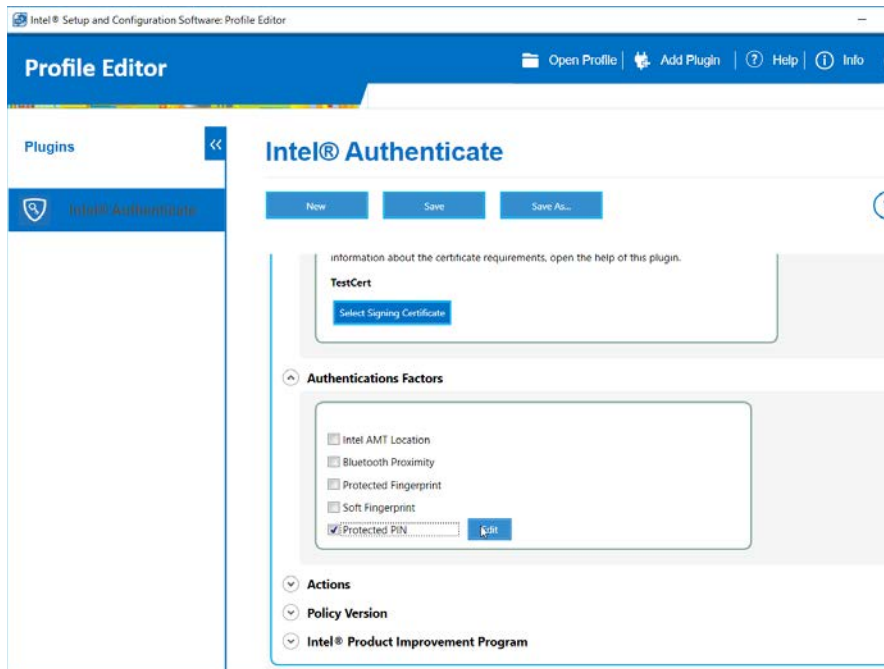 Intel® Setup and Configuration Software: Profile Editor
Profile Editor
Open Profile | Add Plugin | Help | Info
Plugins
«
Intel® Authenticate
Intel® Authenticate
New
Save
Save As...
information about the certificate requirements, open the help of this plugin.
TestCert
Select Signing Certificate
Authentications Factors
Intel AMT Location
Bluetooth Proximity
Protected Fingerprint
Soft Fingerprint
Protected PIN
Edit
Actions
Policy Version
Intel® Product Improvement Program